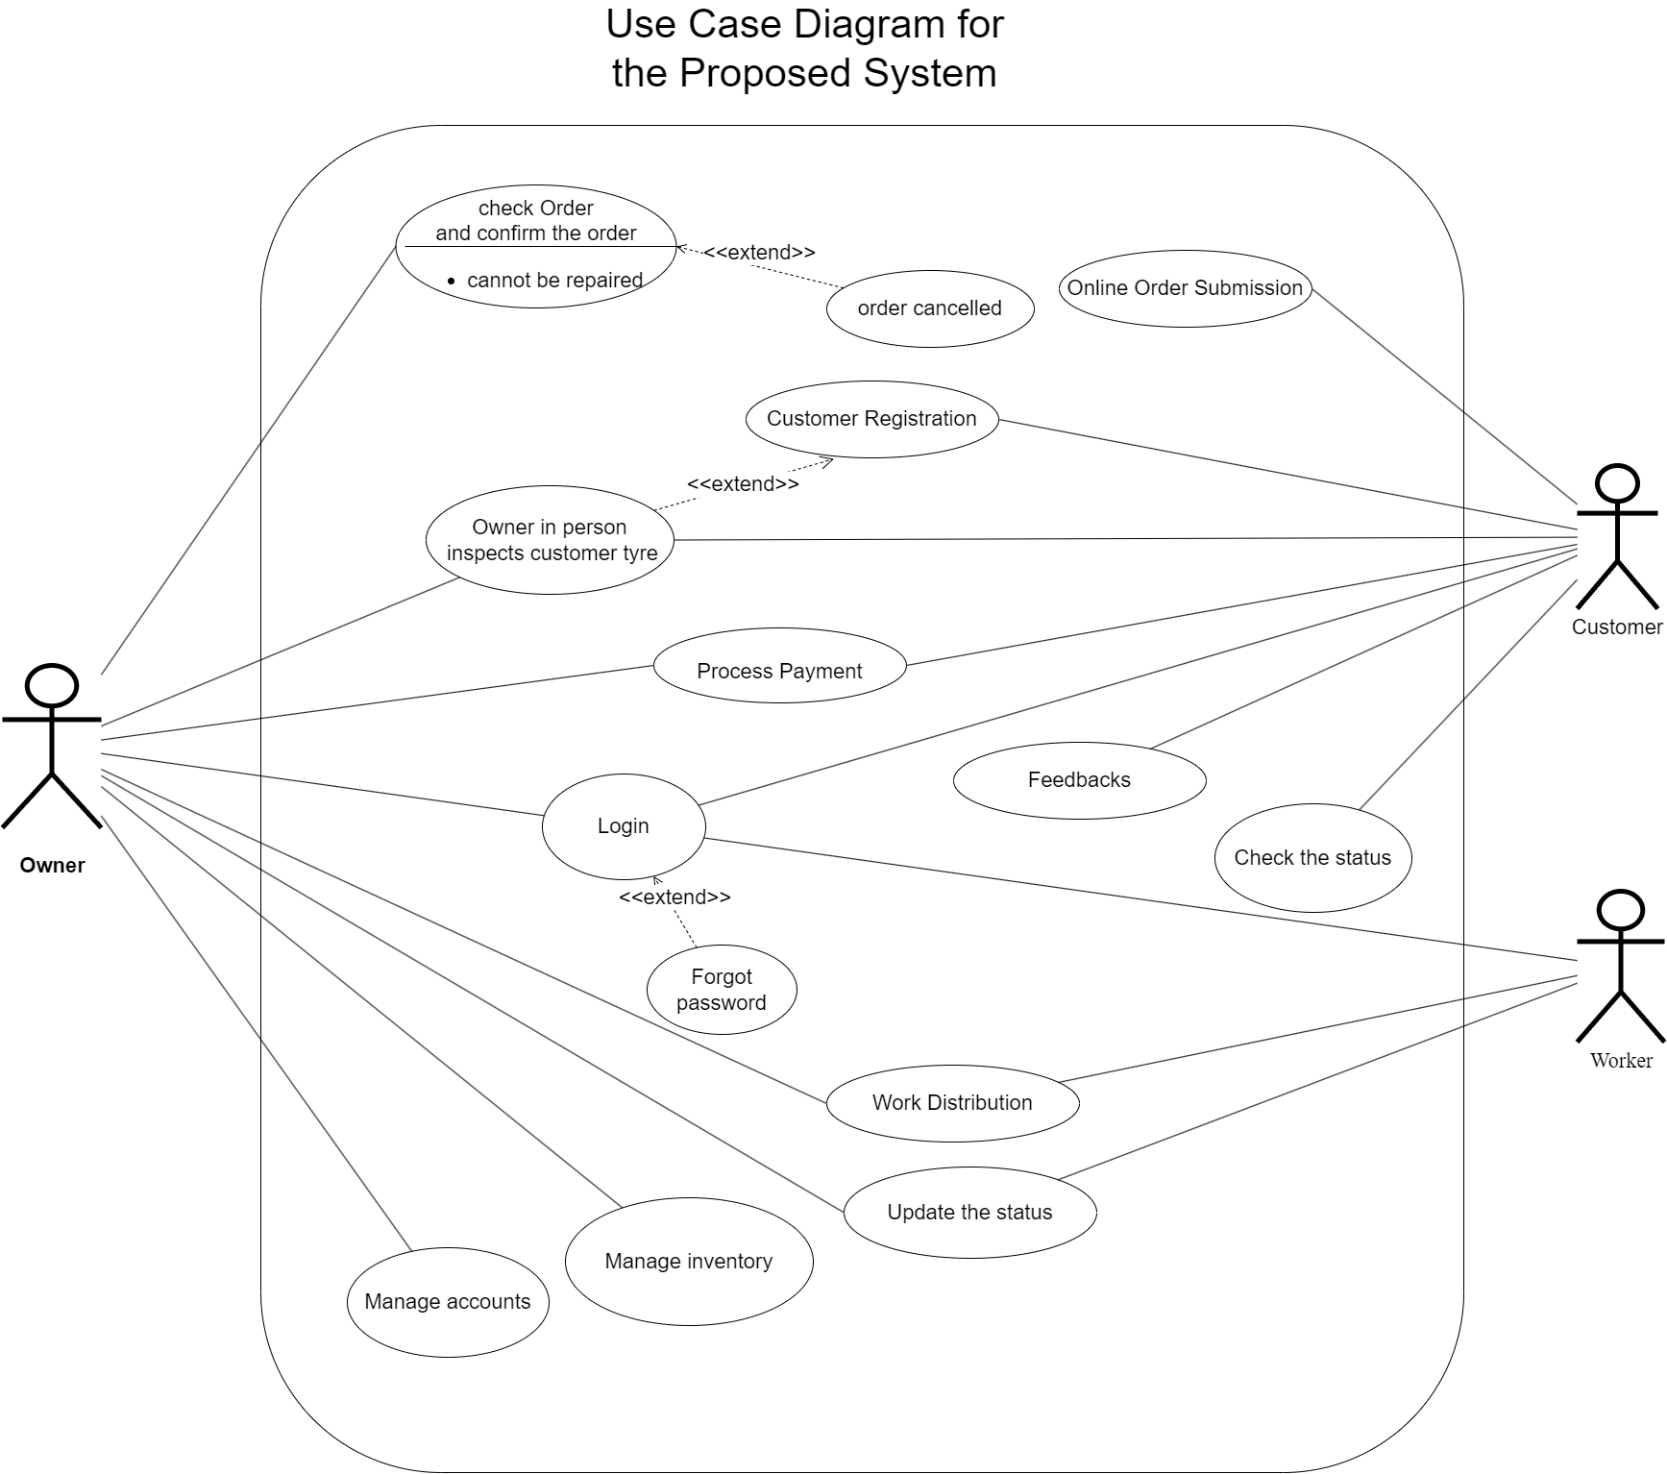 Use Case Diagram for
the Proposed System
check Order
and confirm the order
• cannot be repaired
<<extend>>
order cancelled
Online Order Submission
Customer Registration
<<extend>>
Owner in person
inspects customer tyre
Customer
Process Payment
Feedbacks
Login
Check the status
Owner
<<extend>>
Forgot
password
Worker
Work Distribution
Update the status
Manage inventory
Manage accounts